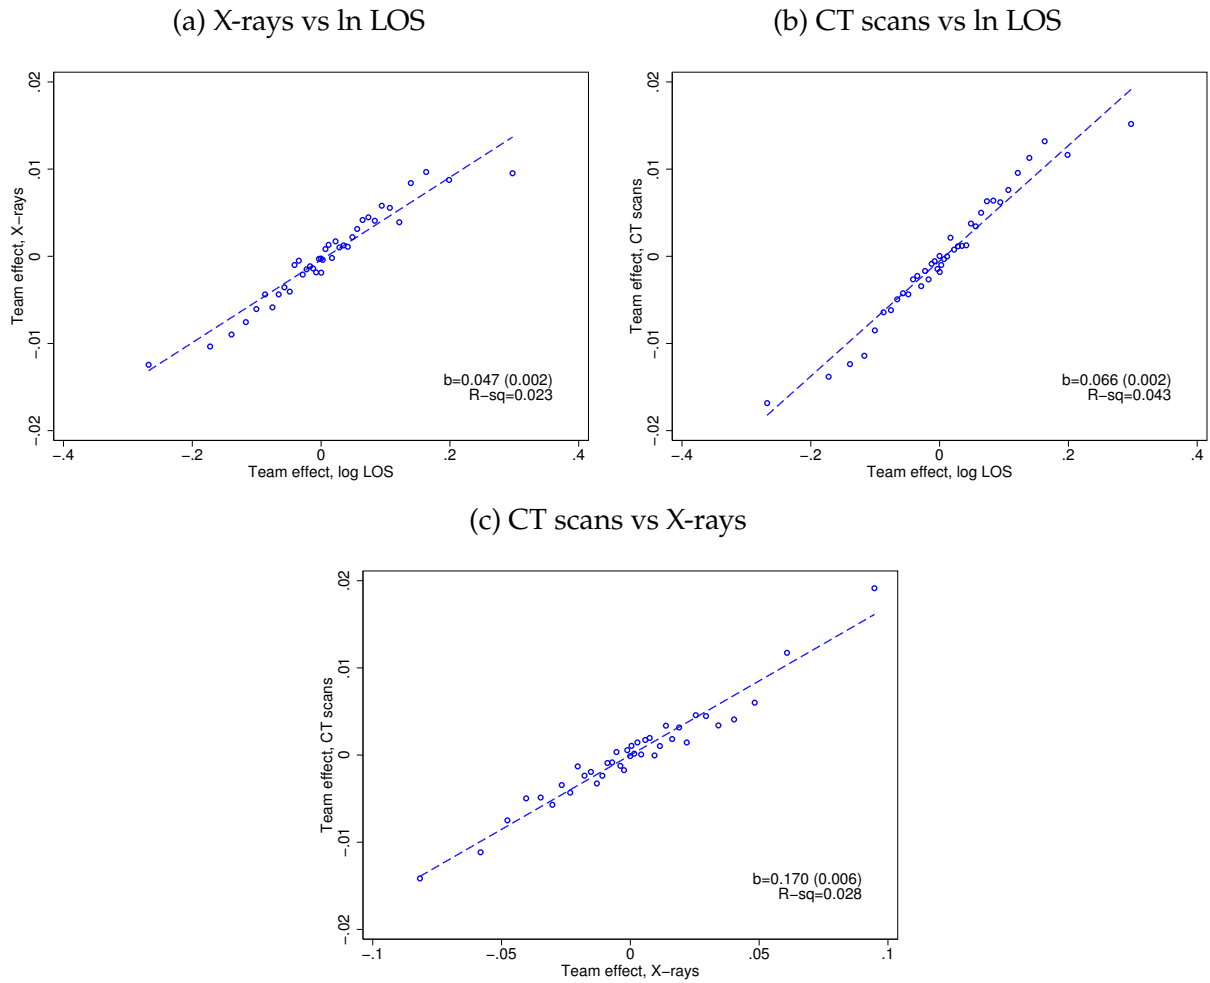 (a) X-rays vs ln LOS
(b) CT scans vs ln LOS
Team effect, X−rays
.02
.01
0
−.01
−.02
b=0.047 (0.002)
R−sq=0.023
−.4
−.2
0
.2
.4
Team effect, log LOS
Team effect, CT scans
.02
.01
0
−.01
−.02
b=0.066 (0.002)
R−sq=0.043
−.4
−.2
0
.2
.4
Team effect, log LOS
(c) CT scans vs X-rays
Team effect, CT scans
.02
.01
0
−.01
−.02
b=0.170 (0.006)
R−sq=0.028
−.1
−.05
0
.05
.1
Team effect, X−rays